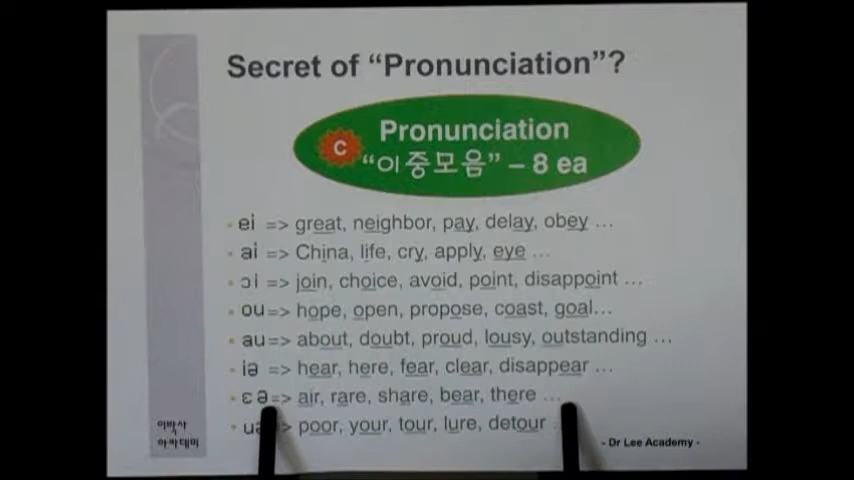 Secret of “Pronunciation”?
C
Pronunciation
“이중모음” – 8 ea
ei => great, neighbor, pay, delay, obey ...
ai => China, life, cry, apply, eye ...
ɔi => join, choice, avoid, point, disappoint ...
ou=> hope, open, propose, coast, goal...
au=> about, doubt, proud, lousy, outstanding ...
iə => hear, here, fear, clear, disappear ...
ɛə=> air, rare, share, bear, there ...
uə=> poor, your, tour, lure, detour
이박사
아카데미
- Dr Lee Academy -